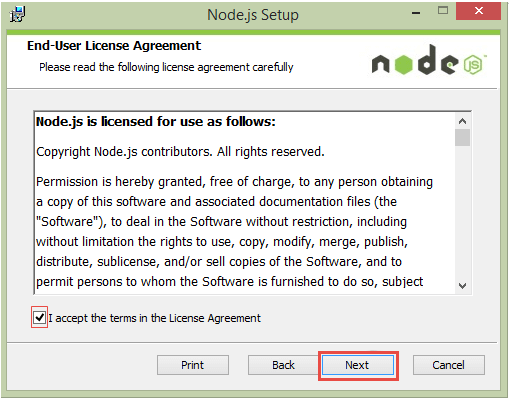 Node.js Setup
End-User License Agreement
Please read the following license agreement carefully
node
JS
Node.js is licensed for use as follows:
Copyright Node.js contributors. All rights reserved.
Permission is hereby granted, free of charge, to any person obtaining
a copy of this software and associated documentation files (the
"Software"), to deal in the Software without restriction, including
without limitation the rights to use, copy, modify, merge, publish,
distribute, sublicense, and/or sell copies of the Software, and to
permit persons to whom the Software is furnished to do so, subject
I accept the terms in the License Agreement
Print Back Next Cancel